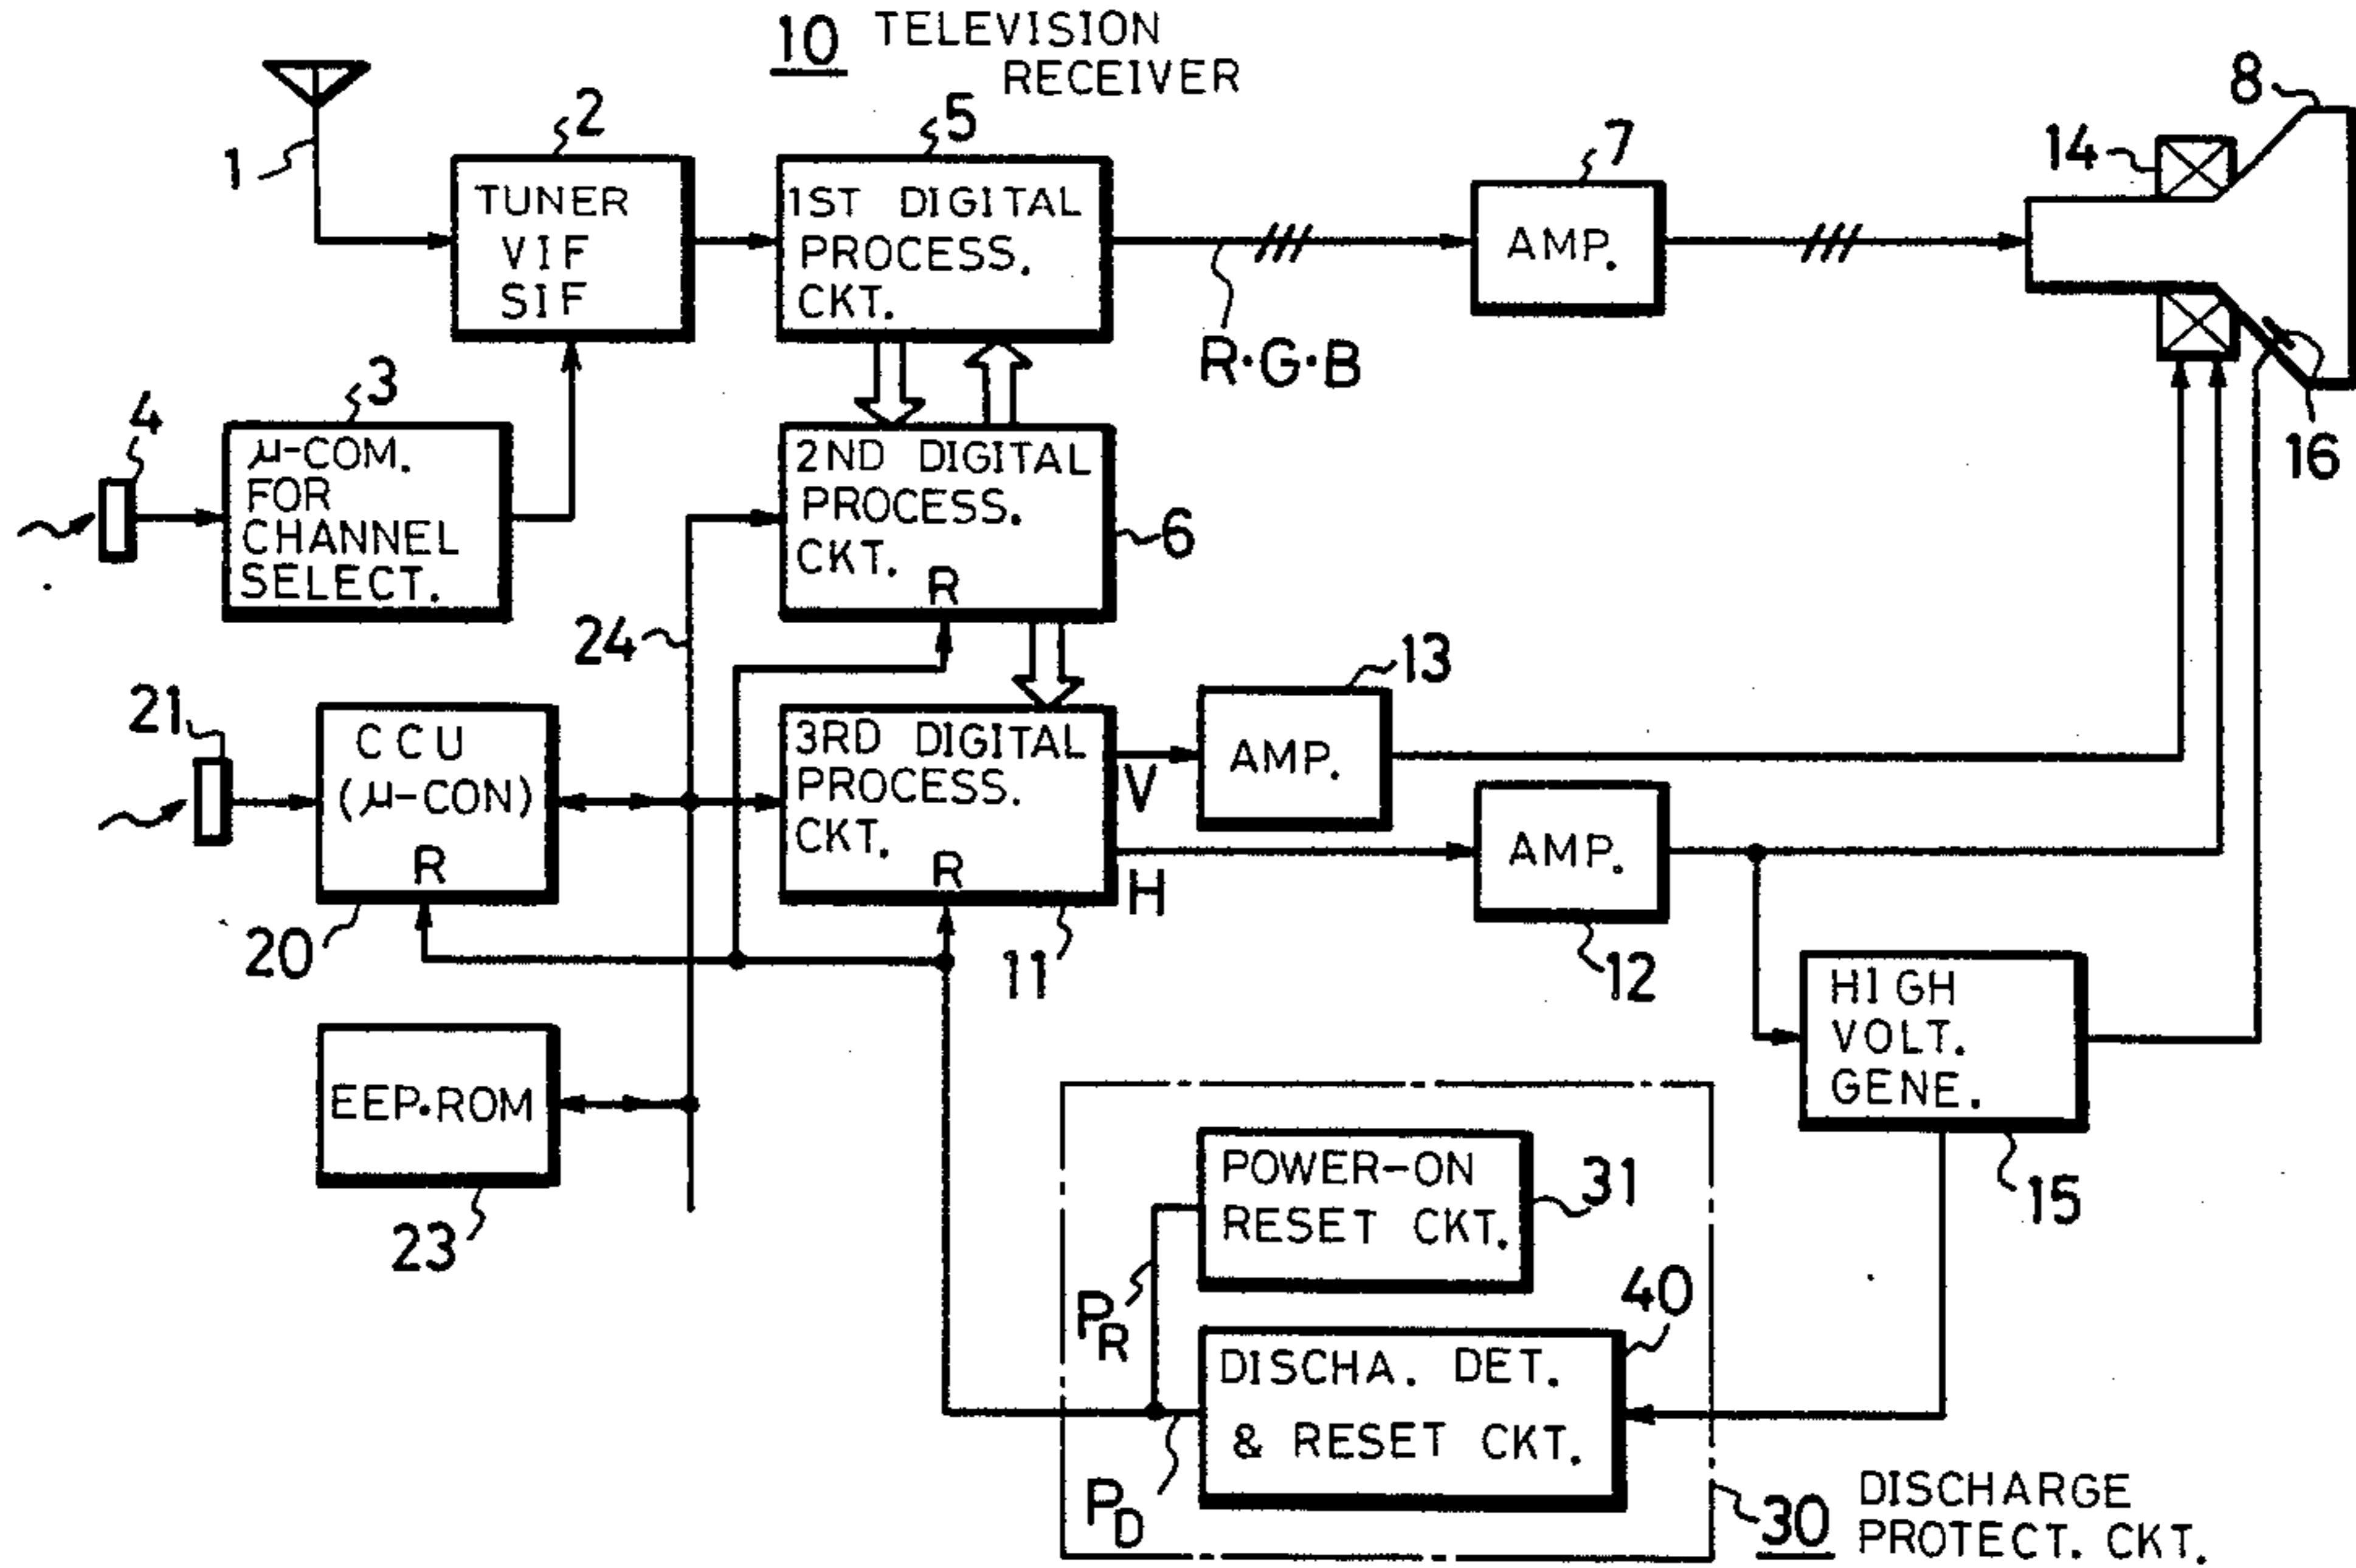 10 TELEVISION
RECEIVER
1
2
TUNER
VIF
SIF
5
1ST DIGITAL
PROCESS.
CKT.
R·G·B
7
AMP.
14
8
16
4
3
μ-COM.
FOR
CHANNEL
SELECT.
2ND DIGITAL
PROCESS.
CKT.
R
6
24
21
CCU
(μ-CON)
R
20
3RD DIGITAL
PROCESS.
CKT.
R
11
V
H
13
AMP.
AMP.
12
HIGH
VOLT.
GENE.
15
EEP·ROM
23
POWER-ON
RESET CKT.
31
PR
40
DISCHA. DET.
& RESET CKT.
PD
30 DISCHARGE
PROTECT. CKT.